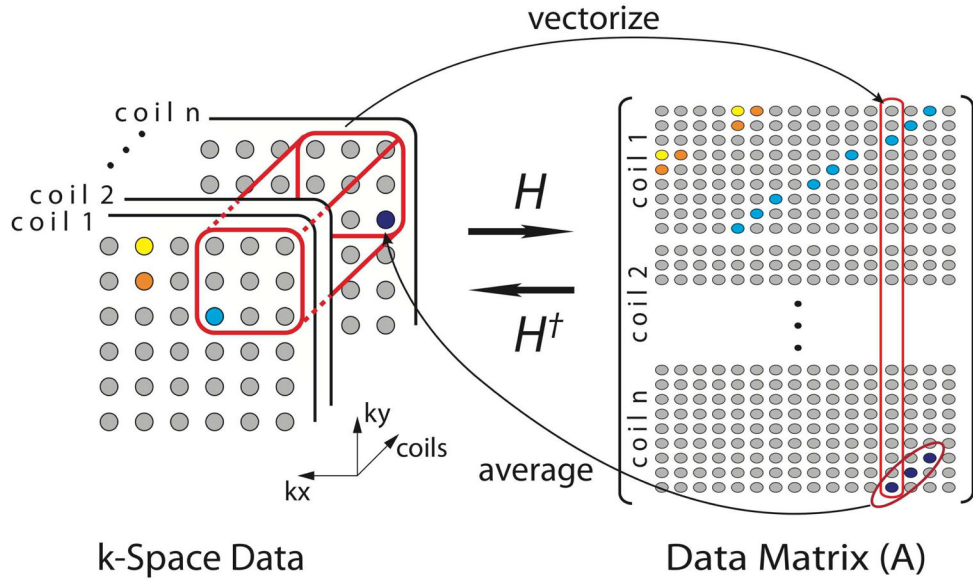 vectorize
coil n
coil 2
coil 1
H
H†
ky
coils
kx
average
coil 1
coil 2
coil n
k-Space Data
Data Matrix (A)